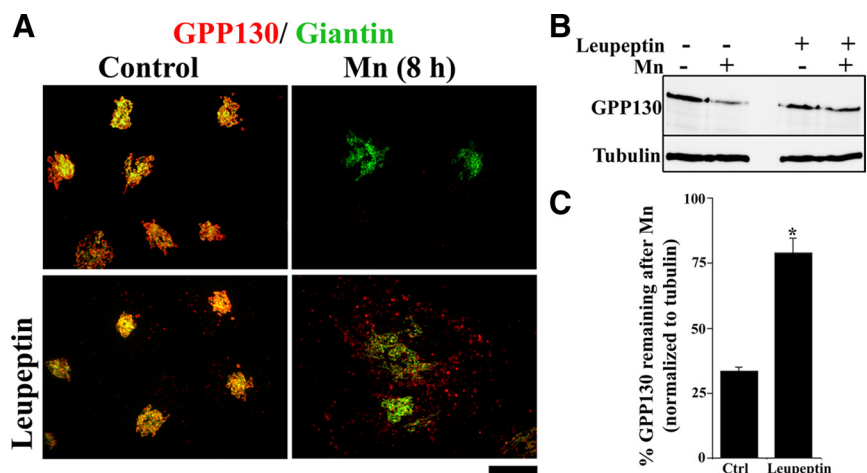 A
GPP130/ Giantin
Control
Mn (8 h)
Leupeptin
B
Leupeptin - - + +
Mn - + - +
GPP130
Tubulin
C
% GPP130 remaining after Mn
(normalized to tubulin)
100
75
50
25
0
*
Ctrl Leupeptin